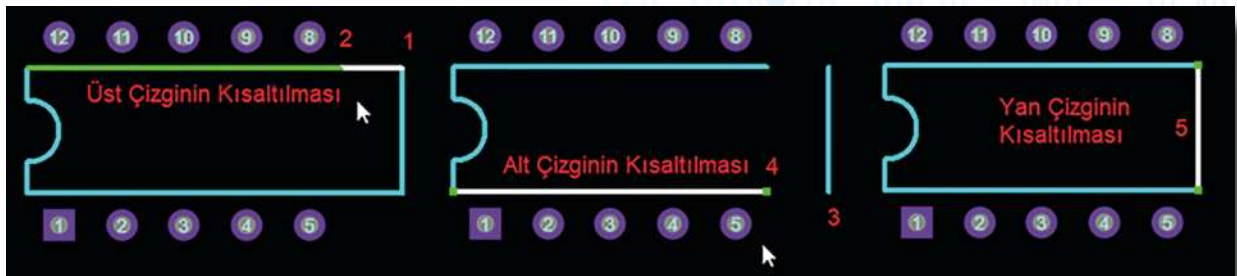 12 11 10 9 8 2 1
Üst Çizginin Kısaltılması
1 2 3 4 5
12 11 10 9 8
Alt Çizginin Kısaltılması 4
1 2 3 4 5 3
12 11 10 9 8
Yan Çizginin
Kısaltılması 5
1 2 3 4 5